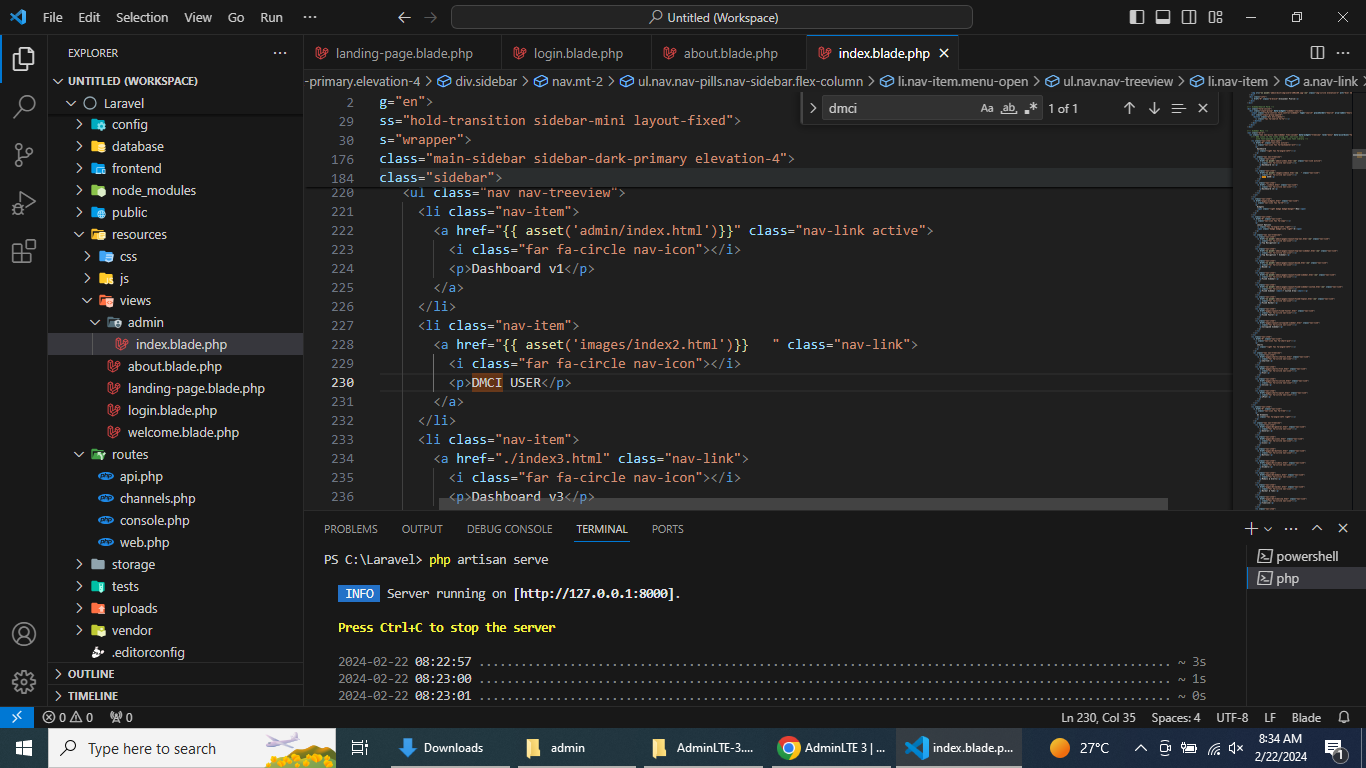 File Edit Selection View Go Run ··· Untitled (Workspace)
EXPLORER ···
UNTITLED (WORKSPACE)
Laravel
config
database
frontend
node_modules
public
resources
css
js
views
admin
index.blade.php
about.blade.php
landing-page.blade.php
login.blade.php
welcome.blade.php
routes
api.php
channels.php
console.php
web.php
storage
tests
uploads
vendor
.editorconfig
OUTLINE
TIMELINE
landing-page.blade.php login.blade.php about.blade.php index.blade.php
-primary.elevation-4 > div.sidebar > nav.mt-2 > ul.nav.nav-pills.nav-sidebar.flex-column > li.nav-item.menu-open > ul.nav.nav-treeview > li.nav-item > a.nav-link
dmci Aa ab .* 1 of 1
2 g="en">
29 ss="hold-transition sidebar-mini layout-fixed">
30 s="wrapper">
176 class="main-sidebar sidebar-dark-primary elevation-4">
184 class="sidebar">
220 <ul class="nav nav-treeview">
221 <li class="nav-item">
222 <a href="{{ asset('admin/index.html')}}" class="nav-link active">
223 <i class="far fa-circle nav-icon"></i>
224 <p>Dashboard v1</p>
225 </a>
226 </li>
227 <li class="nav-item">
228 <a href="{{ asset('images/index2.html')}}   " class="nav-link">
229 <i class="far fa-circle nav-icon"></i>
230 <p>DMCI USER</p>
231 </a>
232 </li>
233 <li class="nav-item">
234 <a href="./index3.html" class="nav-link">
235 <i class="far fa-circle nav-icon"></i>
236 <p>Dashboard v3</p>
PROBLEMS OUTPUT DEBUG CONSOLE TERMINAL PORTS
PS C:\Laravel> php artisan serve
INFO Server running on [http://127.0.0.1:8000].
Press Ctrl+C to stop the server
2024-02-22 08:22:57 .......................................................................................... ~ 3s
2024-02-22 08:23:00 .......................................................................................... ~ 1s
2024-02-22 08:23:01 .......................................................................................... ~ 0s
powershell
php
0 0 0 Ln 230, Col 35 Spaces: 4 UTF-8 LF Blade
Type here to search Downloads admin AdminLTE-3.... AdminLTE 3 | ... index.blade.p... 27°C
8:34 AM
2/22/2024
1